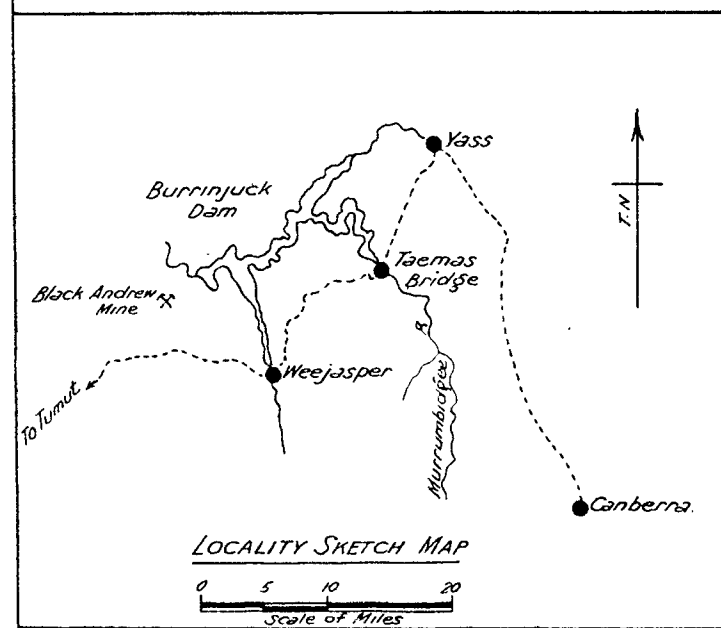 Yass
T.N
Burrinjuck
Dam
Taemas
Bridge
Black Andrew
Mine
R.
Weejasper
To Tumut
Murrumbidgee
Canberra.
LOCALITY SKETCH MAP
0 5 10 20
Scale of Miles